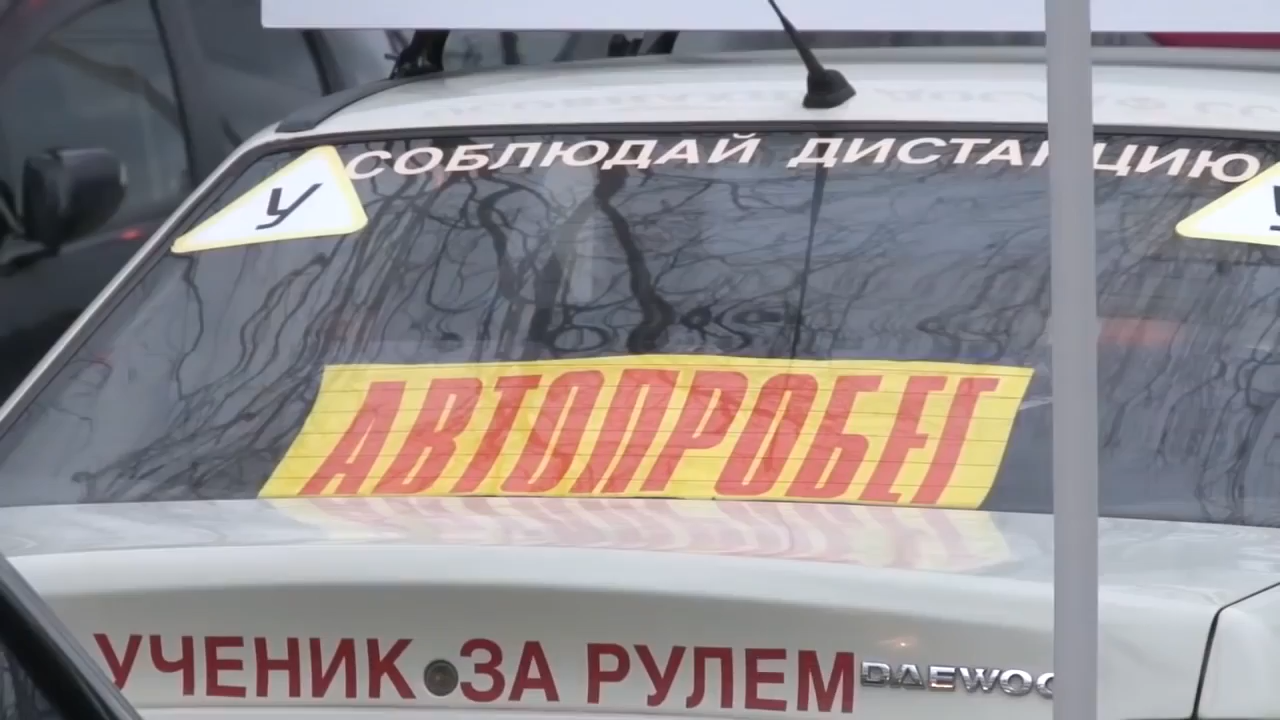 СОБЛЮДАЙ ДИСТАНЦИЮ
У
У
АВТОПРОБЕГ
УЧЕНИК ЗА РУЛЕМ
DAEWOO